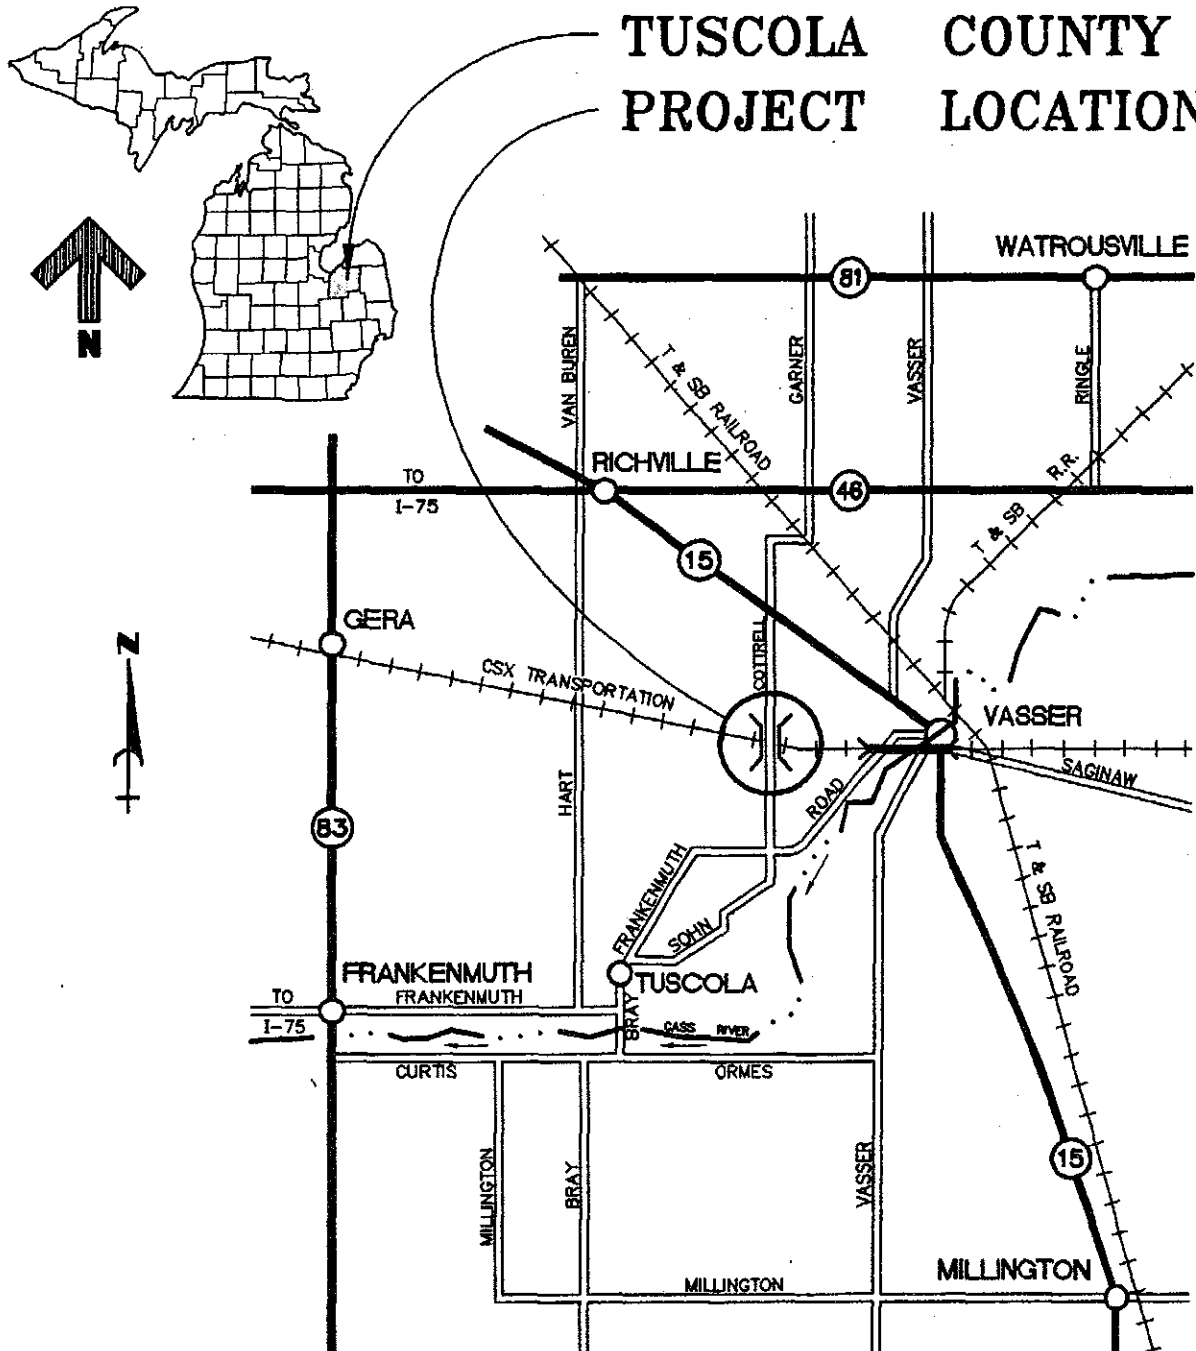 TUSCOLA COUNTY
PROJECT LOCATION
N
WATROUSVILLE
81
VAN BUREN
T & SB RAILROAD
GARNER
VASSER
RINGLE
RICHVILLE
TO
I-75
46
T & SB R.R.
15
N
GERA
COTTRELL
CSX TRANSPORTATION
VASSER
SAGINAW
HART
ROAD
83
FRANKENMUTH
SOHN
T & SB RAILROAD
FRANKENMUTH
TUSCOLA
TO
FRANKENMUTH
I-75
BRAY
CASS RIVER
CURTIS
ORMES
MILLINGTON
BRAY
VASSER
15
MILLINGTON
MILLINGTON